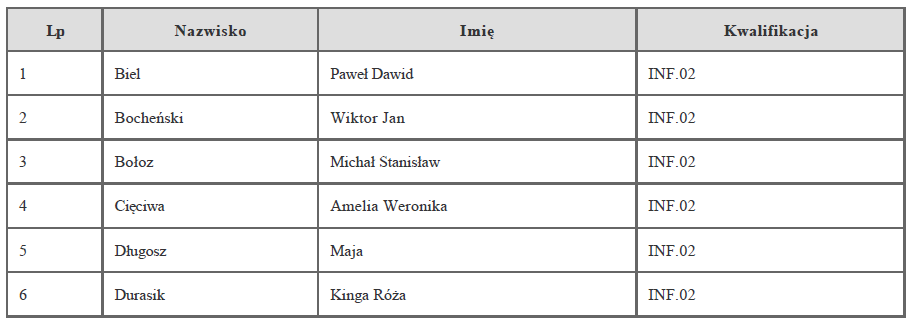 Lp Nazwisko Imię Kwalifikacja
1 Biel Paweł Dawid INF.02
2 Bocheński Wiktor Jan INF.02
3 Bołoz Michał Stanisław INF.02
4 Cięciwa Amelia Weronika INF.02
5 Długosz Maja INF.02
6 Durasik Kinga Róża INF.02